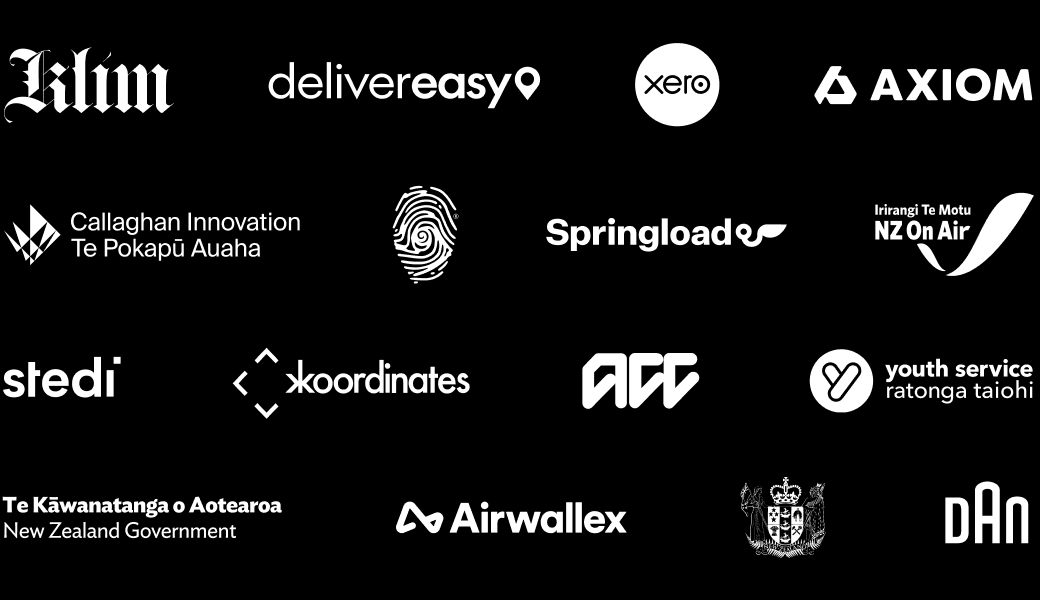 klim
delivereasy
xero
AXIOM
Callaghan Innovation
Te Pokapū Auaha
®
Springload
Irirangi Te Motu
NZ On Air
stedi
koordinates
ACC
youth service
ratonga taiohi
Te Kāwanatanga o Aotearoa
New Zealand Government
Airwallex
DAN